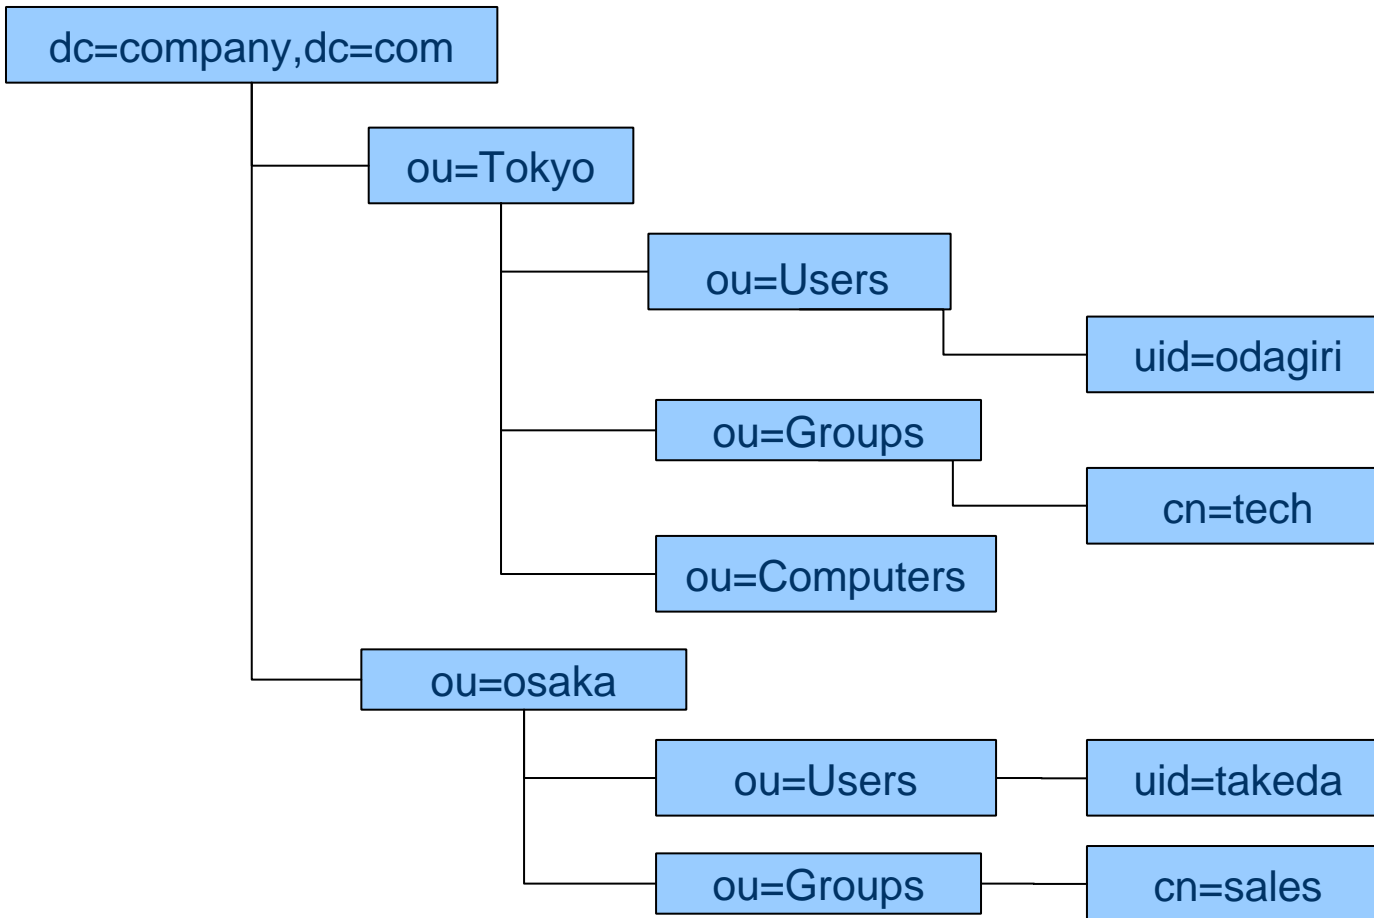 dc=company,dc=com
ou=Tokyo
ou=Users
uid=odagiri
ou=Groups
cn=tech
ou=Computers
ou=osaka
ou=Users
uid=takeda
ou=Groups
cn=sales